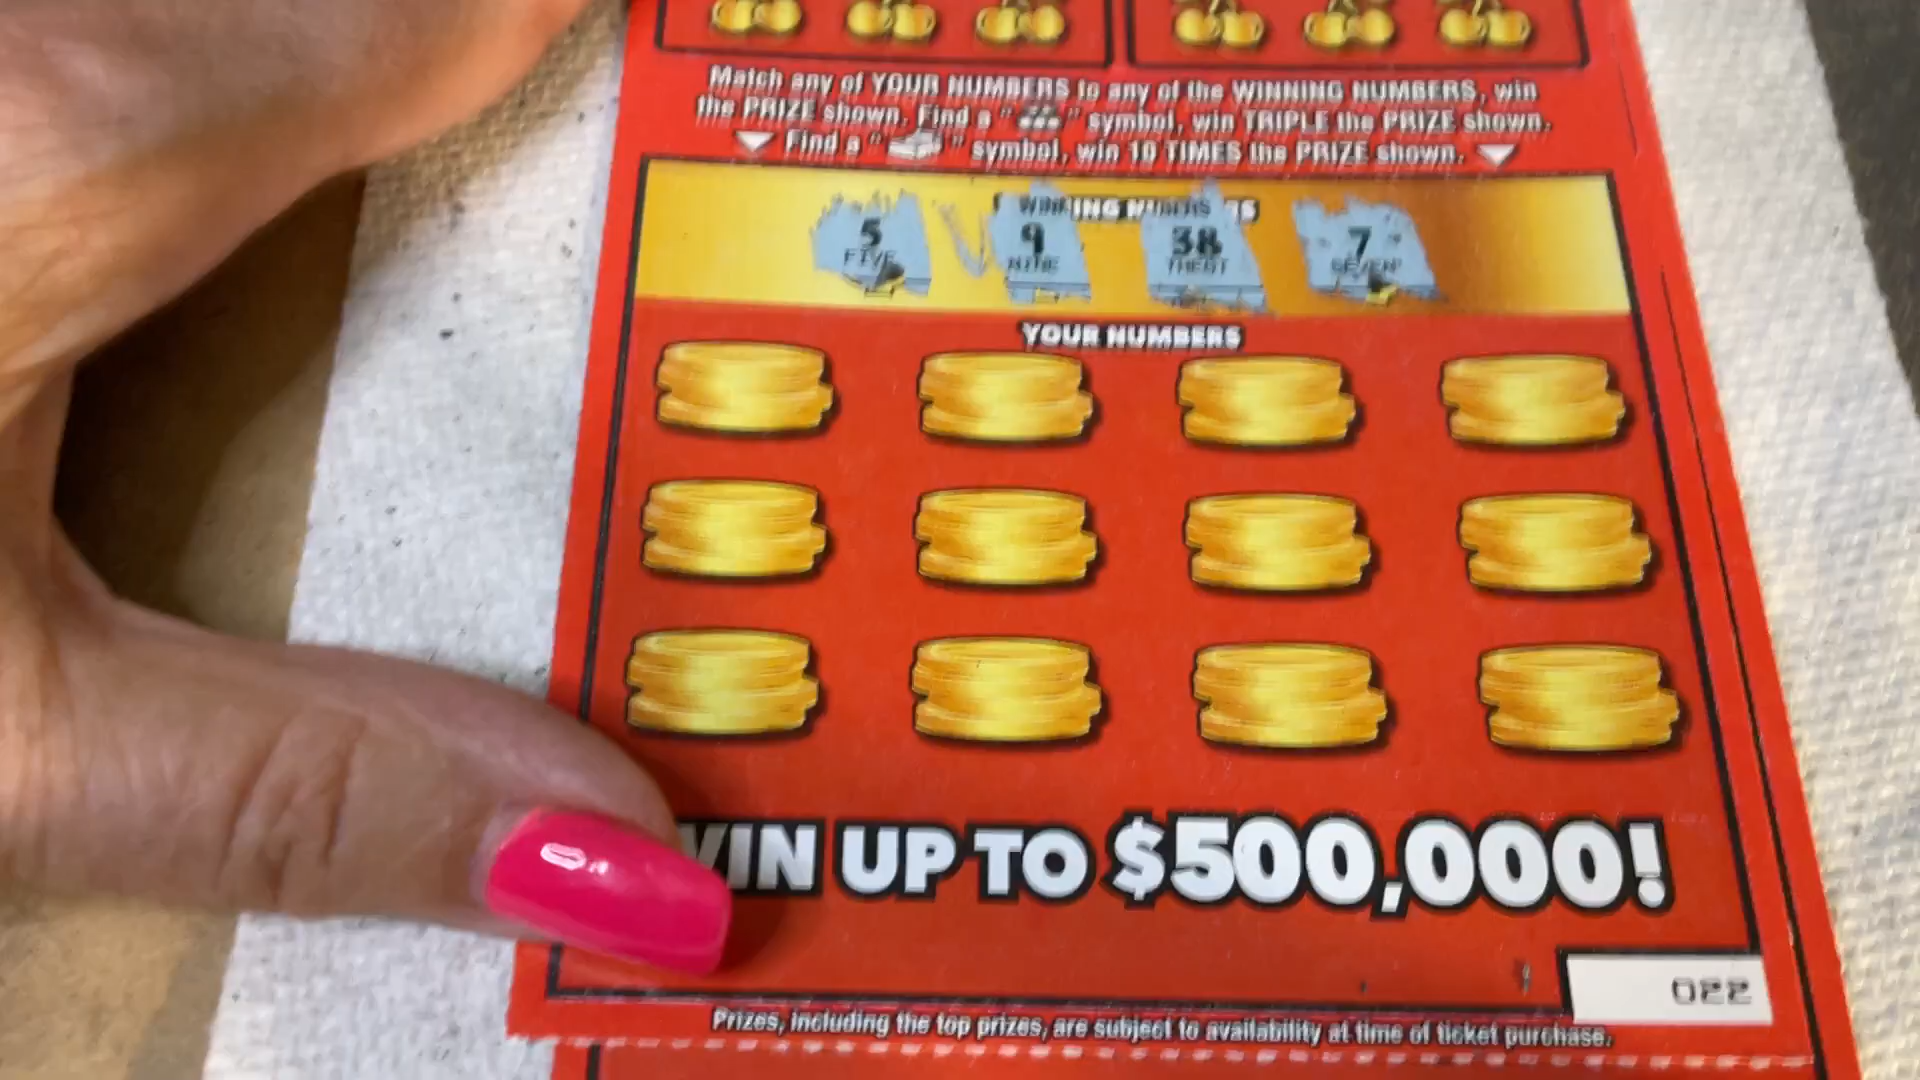 Match any of YOUR NUMBERS to any of the WINNING NUMBERS, win
the PRIZE shown. Find a " " symbol, win TRIPLE the PRIZE shown.
Find a " " symbol, win 10 TIMES the PRIZE shown.
WINNING NUMBERS
5 9 38 7
FIVE NINE SEVEN
YOUR NUMBERS
WIN UP TO $500,000!
022
Prizes, including the top prizes, are subject to availability at time of ticket purchase.